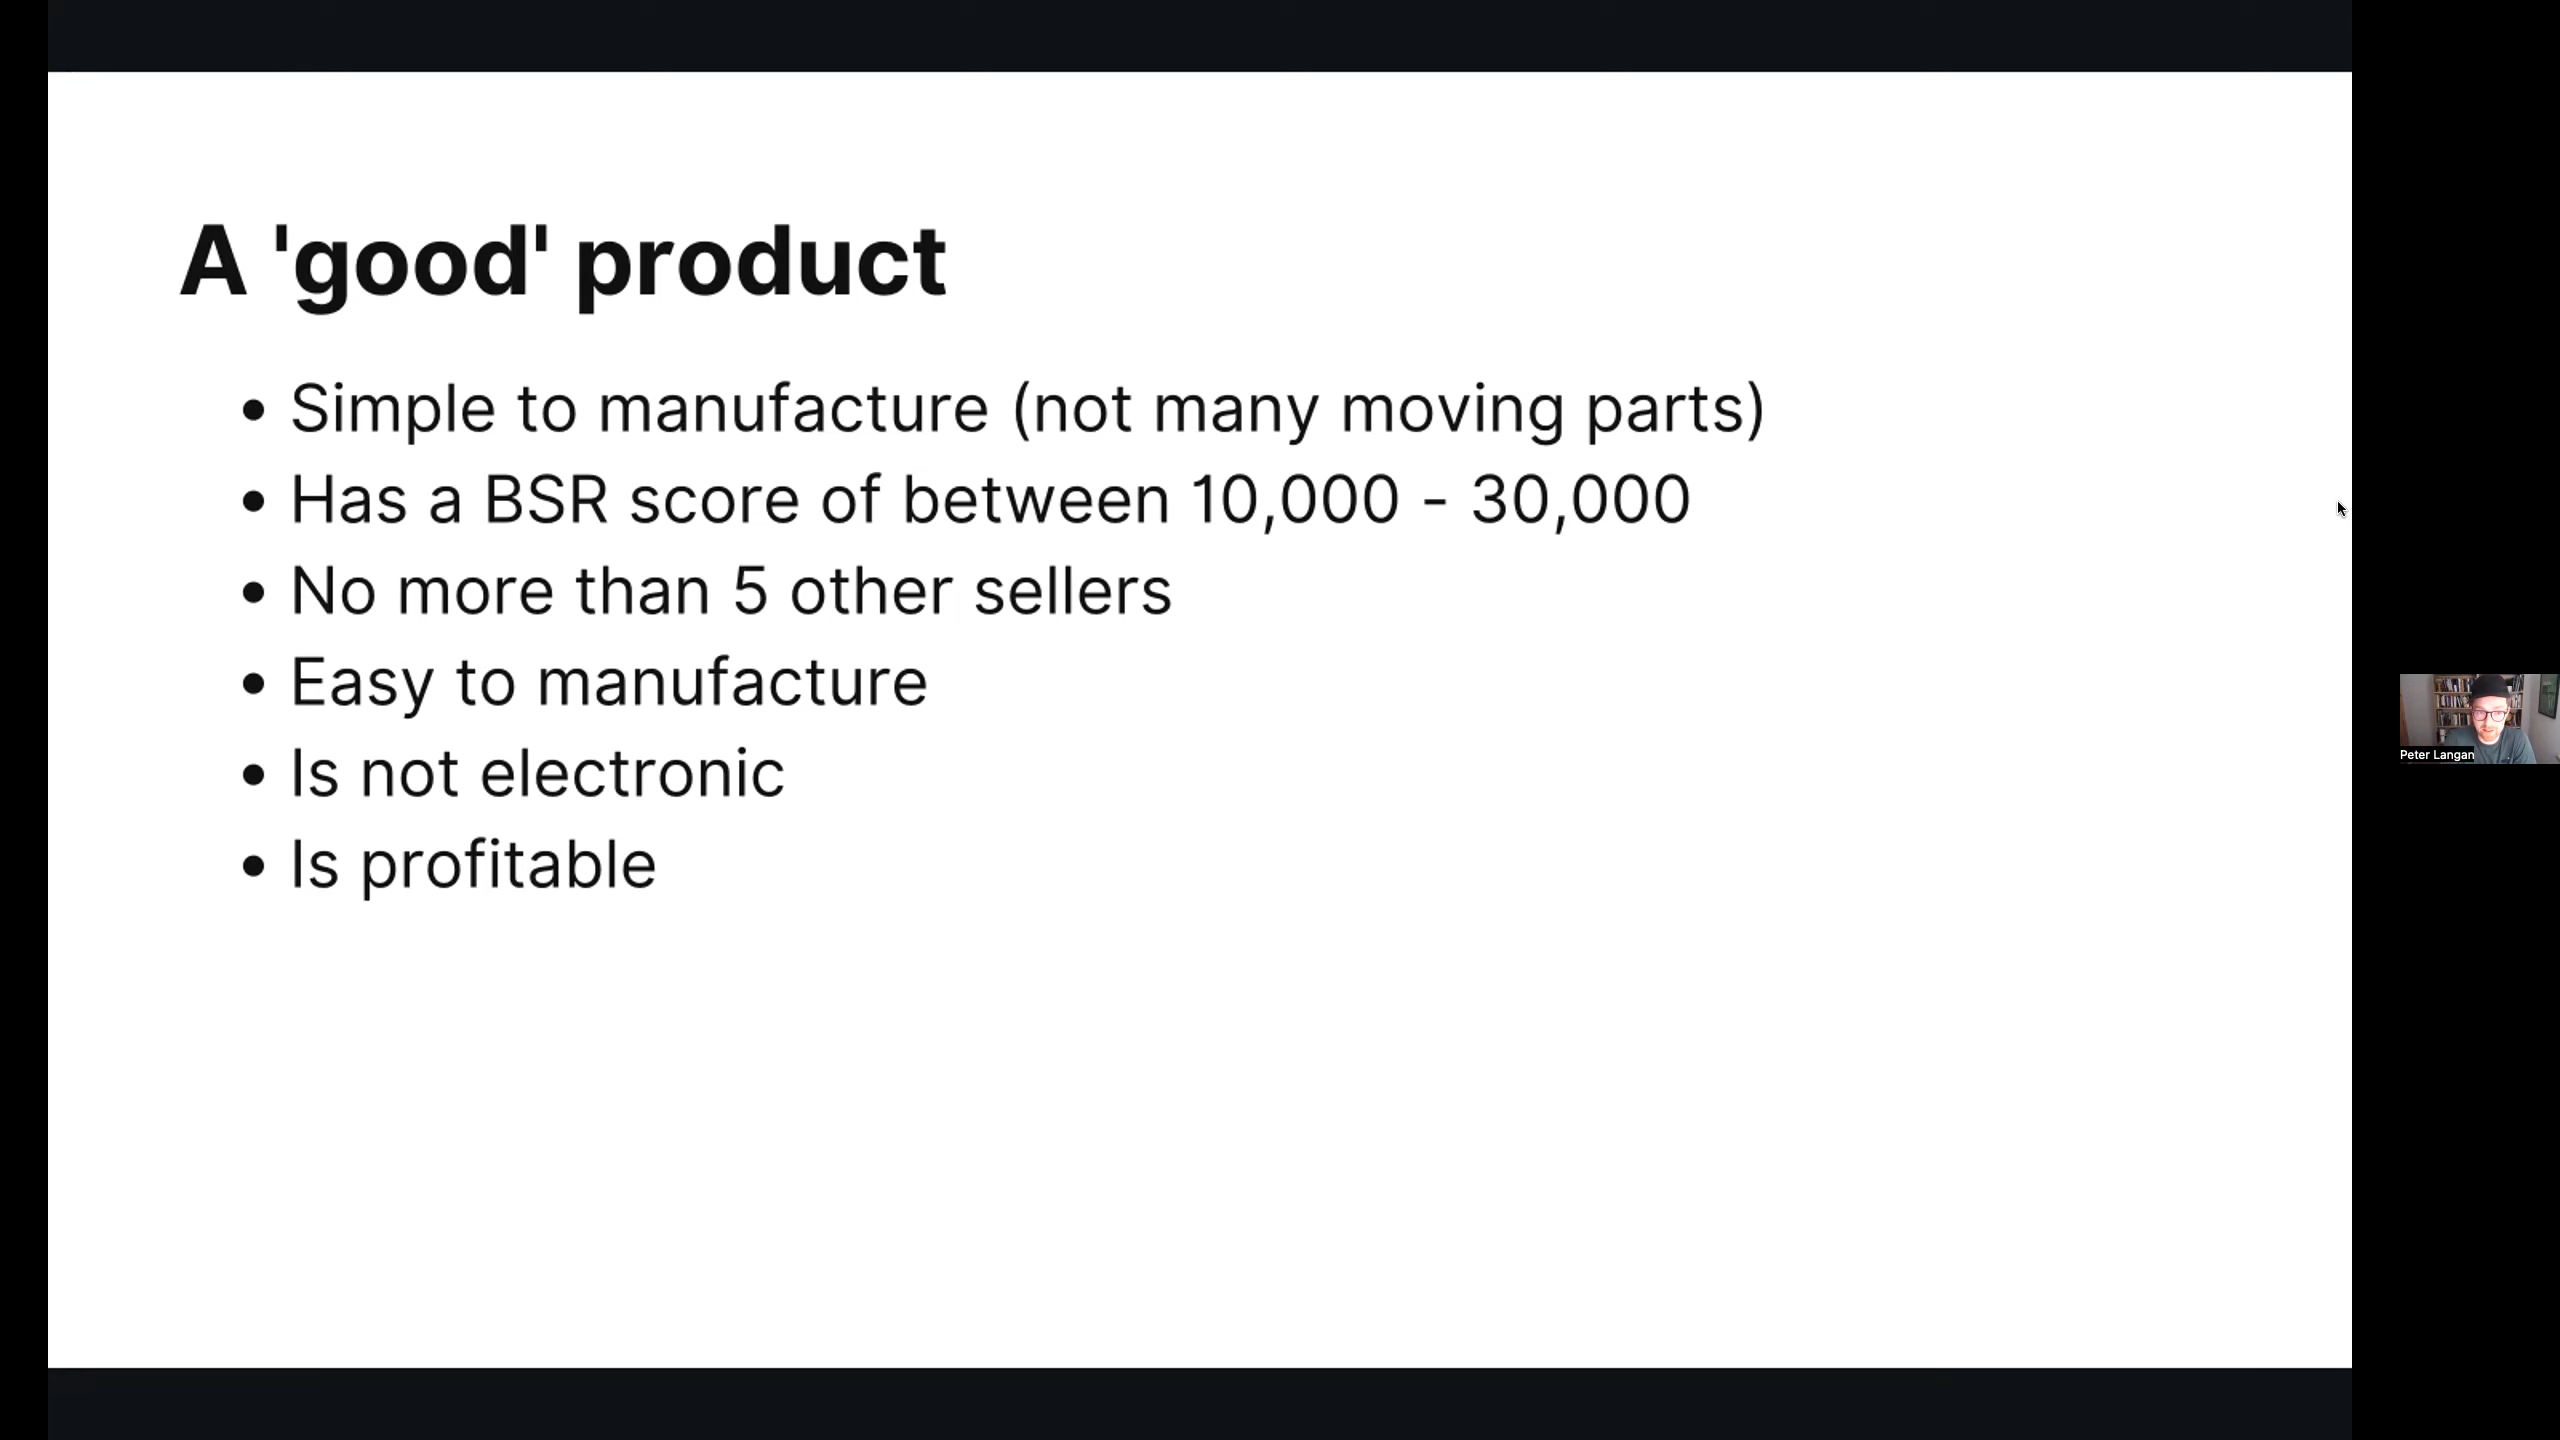 A 'good' product
• Simple to manufacture (not many moving parts)
• Has a BSR score of between 10,000 - 30,000
• No more than 5 other sellers
• Easy to manufacture
• Is not electronic
• Is profitable
Peter Langan